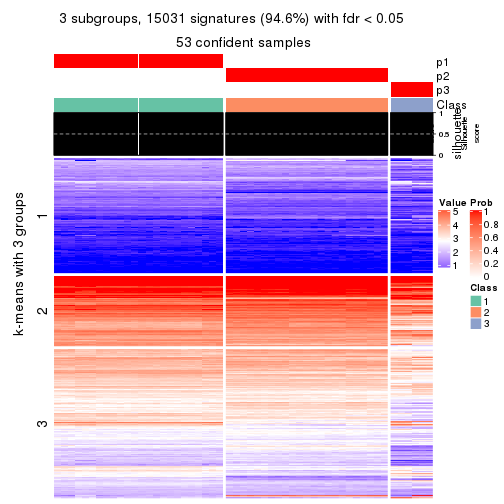 3 subgroups, 15031 signatures (94.6%) with fdr < 0.05
53 confident samples
p1
p2
p3
Class
silhouette
Silhouette
score
1
0.5
0
k-means with 3 groups
1
2
3
Value
5
4
3
2
1
Prob
1
0.8
0.6
0.4
0.2
0
Class
1
2
3